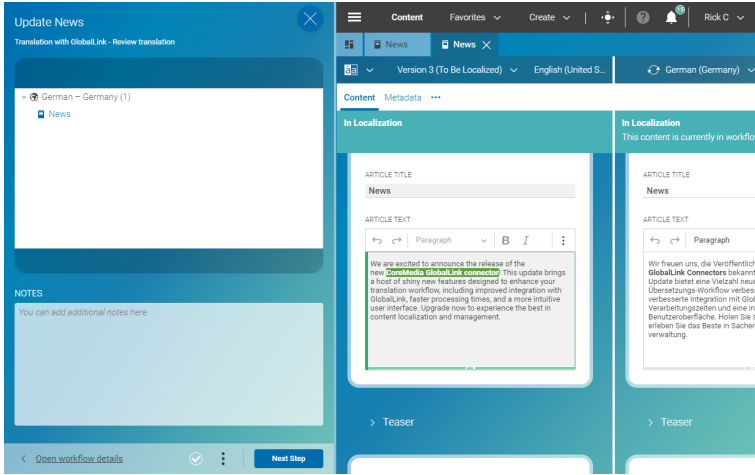 Update News
Translation with GlobalLink - Review translation
German – Germany (1)
News
NOTES
You can add additional notes here.
Open workflow details
Next Step
Content
Favorites
Create
15
Rick C
News
News
Version 3 (To Be Localized)
English (United S...
German (Germany)
Content
Metadata
In Localization
In Localization
This content is currently in workflo
ARTICLE TITLE
News
ARTICLE TEXT
Paragraph
B
I
We are excited to announce the release of the
new CoreMedia GlobalLink connector. This update brings
a host of shiny new features designed to enhance your
translation workflow, including improved integration with
GlobalLink, faster processing times, and a more intuitive
user interface. Upgrade now to experience the best in
content localization and management.
Teaser
ARTICLE TITLE
News
ARTICLE TEXT
Paragraph
Wir freuen uns, die Veröffentlich
GlobalLink Connectors bekannt
Update bietet eine Vielzahl neue
Übersetzungs-Workflow verbess
verbesserte Integration mit Glob
Verarbeitungszeiten und eine in
Benutzeroberfläche. Holen Sie s
erleben Sie das Beste in Sachen
verwaltung.
Teaser